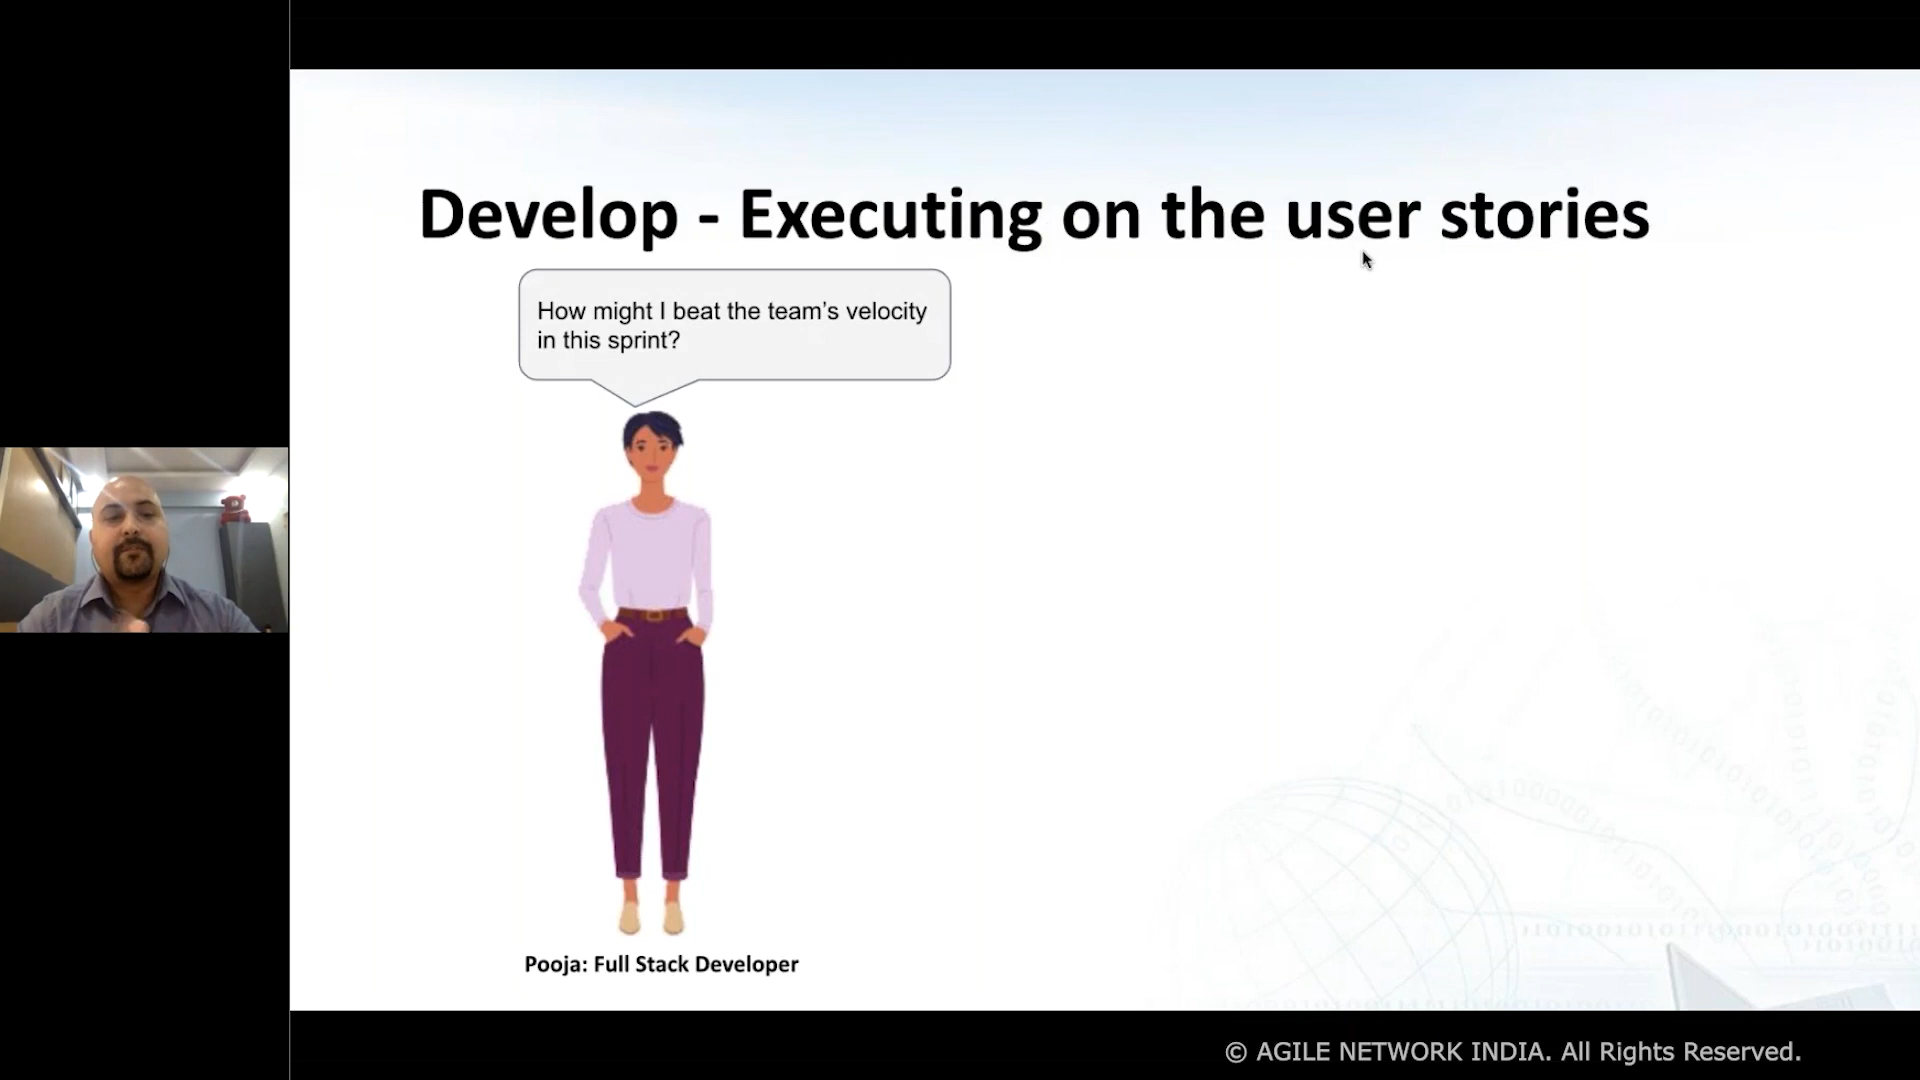 Develop - Executing on the user stories
How might I beat the team’s velocity
in this sprint?
Pooja: Full Stack Developer
© AGILE NETWORK INDIA. All Rights Reserved.